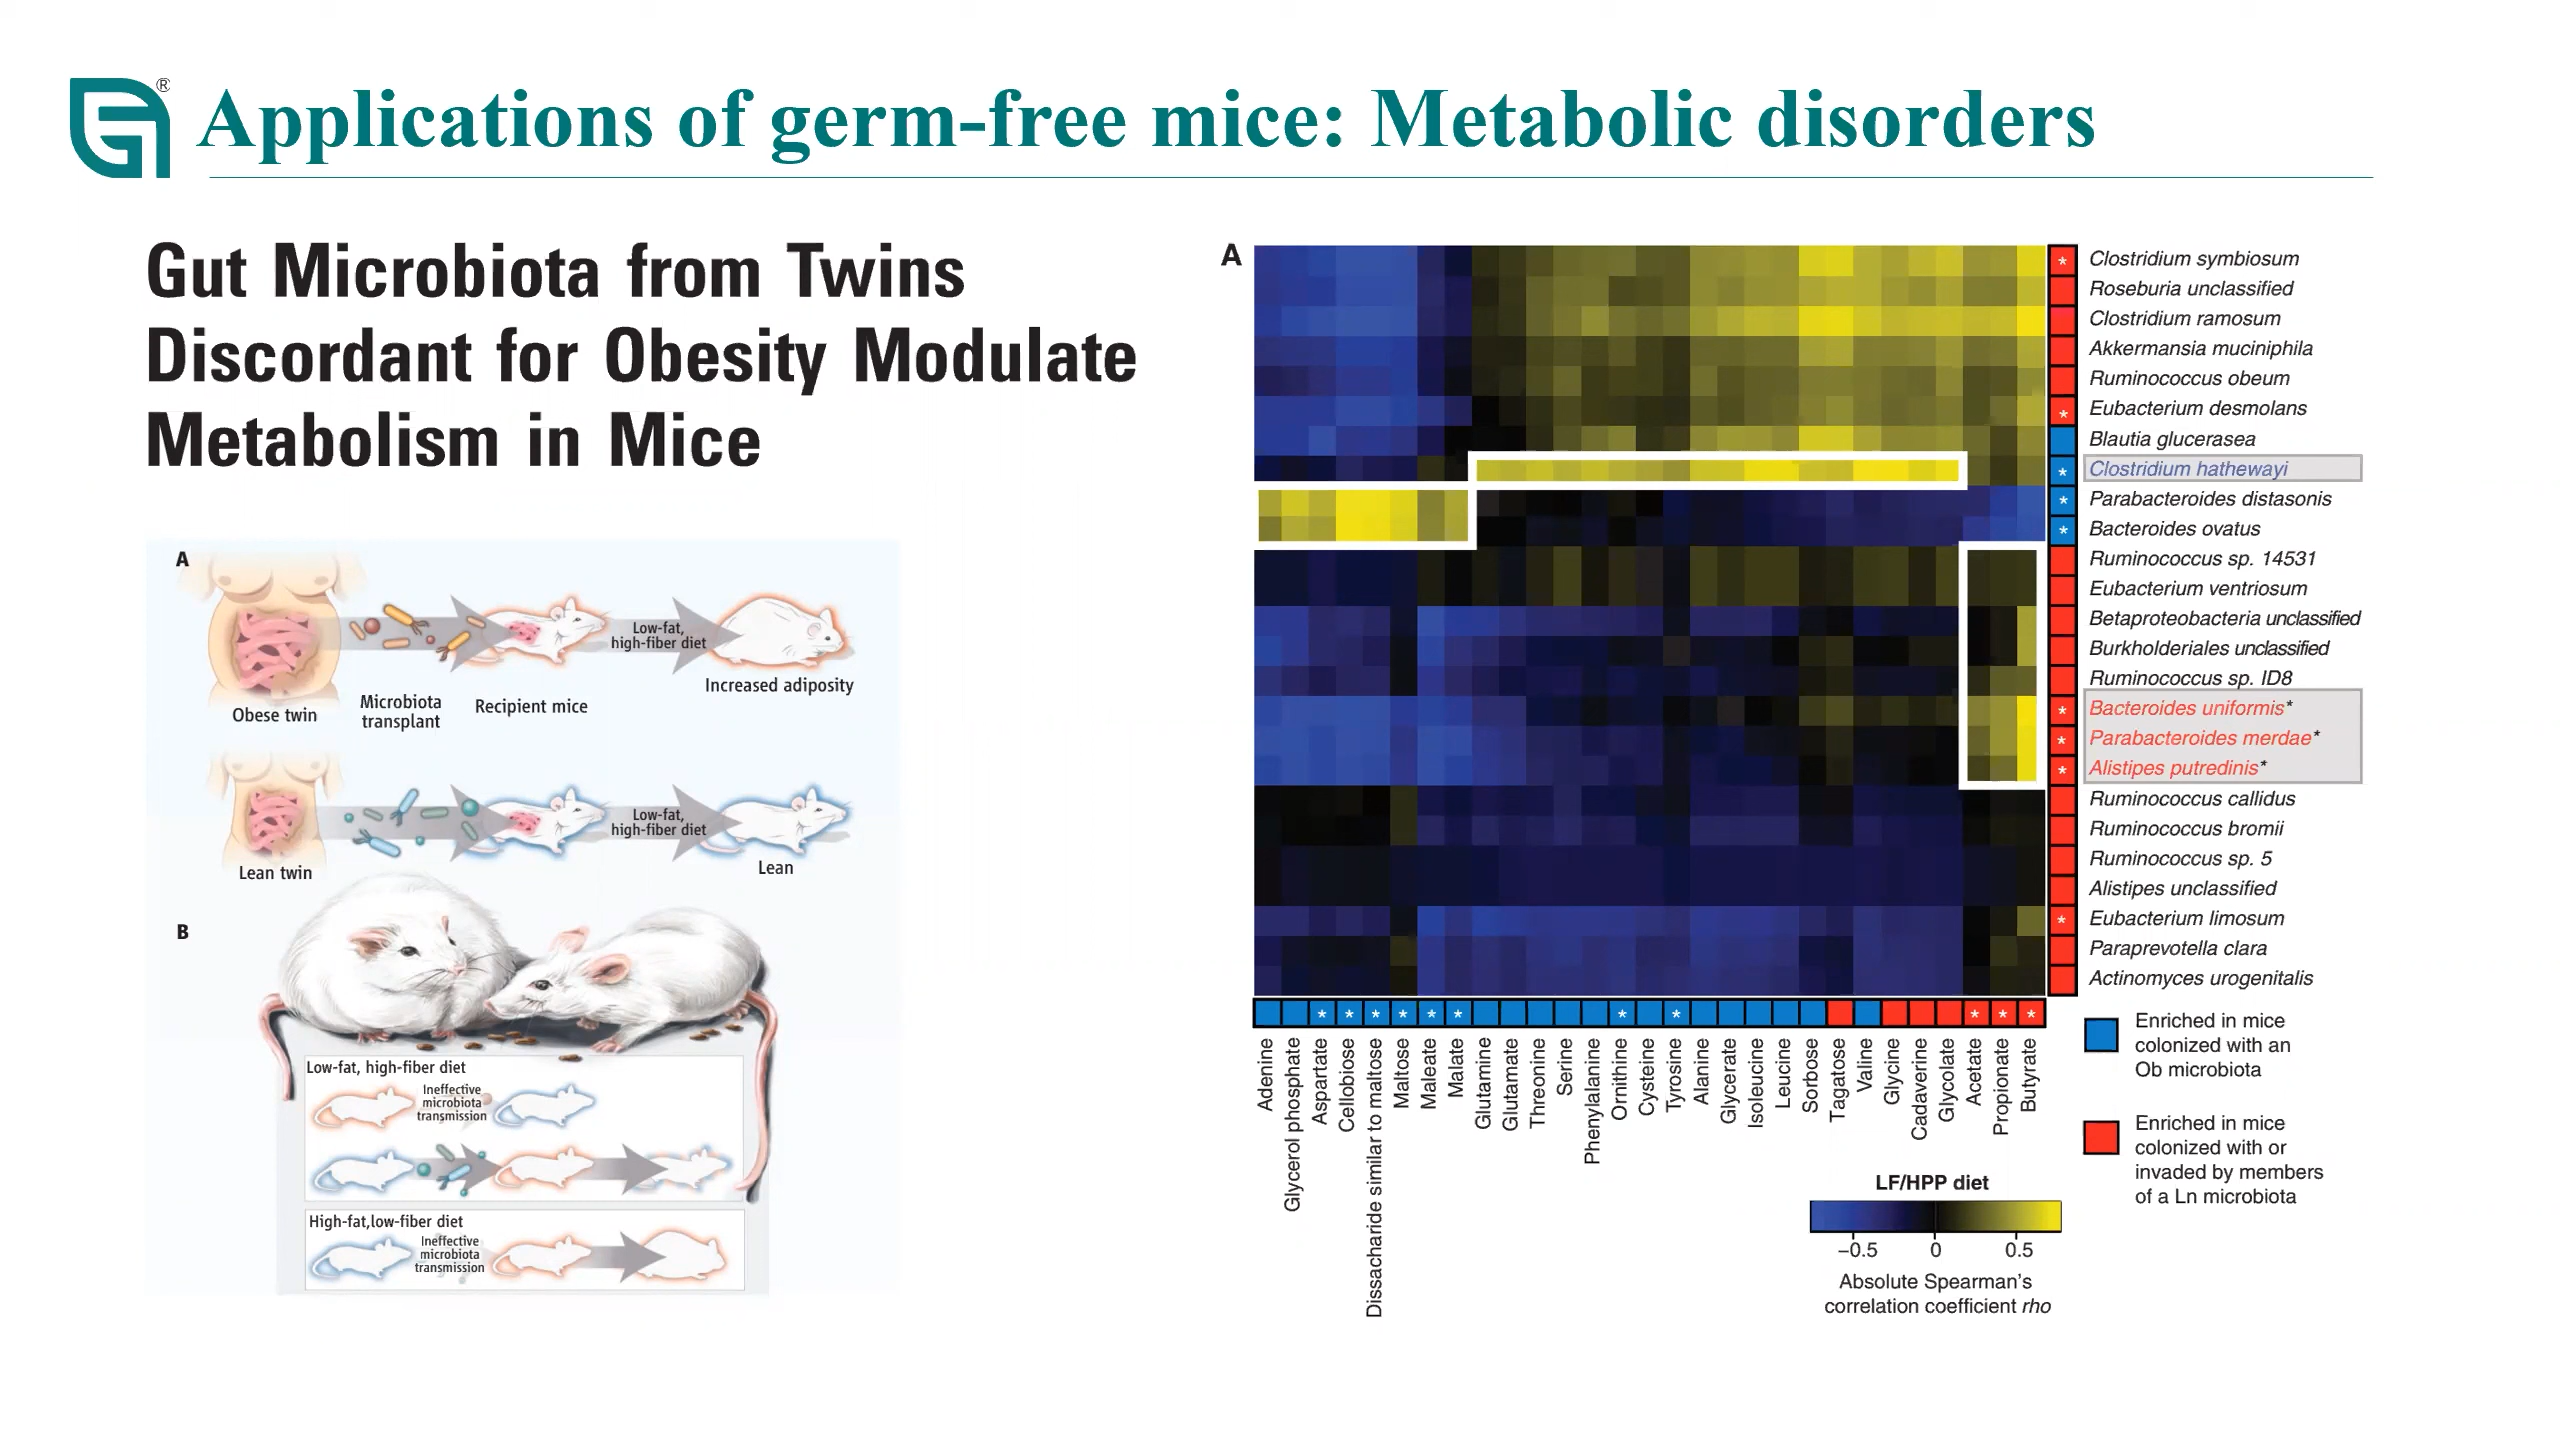 ®
Applications of germ-free mice: Metabolic disorders
Gut Microbiota from Twins
Discordant for Obesity Modulate
Metabolism in Mice
A
Obese twin
Microbiota
transplant
Recipient mice
Low-fat,
high-fiber diet
Increased adiposity
Lean twin
Low-fat,
high-fiber diet
Lean
B
Low-fat, high-fiber diet
Ineffective
microbiota
transmission
High-fat,low-fiber diet
Ineffective
microbiota
transmission
A
* Clostridium symbiosum
Roseburia unclassified
Clostridium ramosum
Akkermansia muciniphila
Ruminococcus obeum
* Eubacterium desmolans
Blautia glucerasea
* Clostridium hathewayi
* Parabacteroides distasonis
* Bacteroides ovatus
Ruminococcus sp. 14531
Eubacterium ventriosum
Betaproteobacteria unclassified
Burkholderiales unclassified
Ruminococcus sp. ID8
* Bacteroides uniformis*
* Parabacteroides merdae*
* Alistipes putredinis*
Ruminococcus callidus
Ruminococcus bromii
Ruminococcus sp. 5
Alistipes unclassified
* Eubacterium limosum
Paraprevotella clara
Actinomyces urogenitalis
* * * * * * * * * * *
Adenine
Glycerol phosphate
Aspartate
Cellobiose
Dissacharide similar to maltose
Maltose
Maleate
Malate
Glutamine
Glutamate
Threonine
Serine
Phenylalanine
Ornithine
Cysteine
Tyrosine
Alanine
Glycerate
Isoleucine
Leucine
Sorbose
Tagatose
Valine
Glycine
Cadaverine
Glycolate
Acetate
Propionate
Butyrate
Enriched in mice
colonized with an
Ob microbiota
Enriched in mice
colonized with or
invaded by members
of a Ln microbiota
LF/HPP diet
−0.5 0 0.5
Absolute Spearman's
correlation coefficient rho